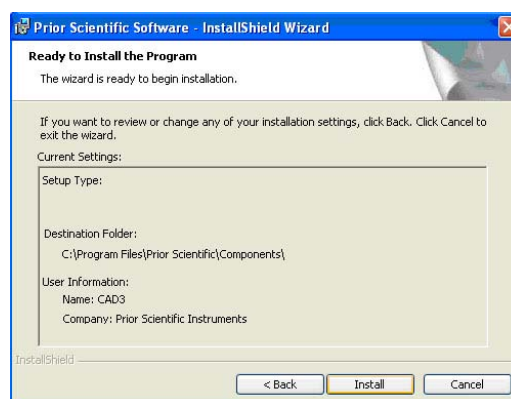 Prior Scientific Software - InstallShield Wizard
Ready to Install the Program
The wizard is ready to begin installation.
If you want to review or change any of your installation settings, click Back. Click Cancel to
exit the wizard.
Current Settings:
Setup Type:
Destination Folder:
C:\Program Files\Prior Scientific\Components\
User Information:
Name: CAD3
Company: Prior Scientific Instruments
InstallShield
< Back Install Cancel